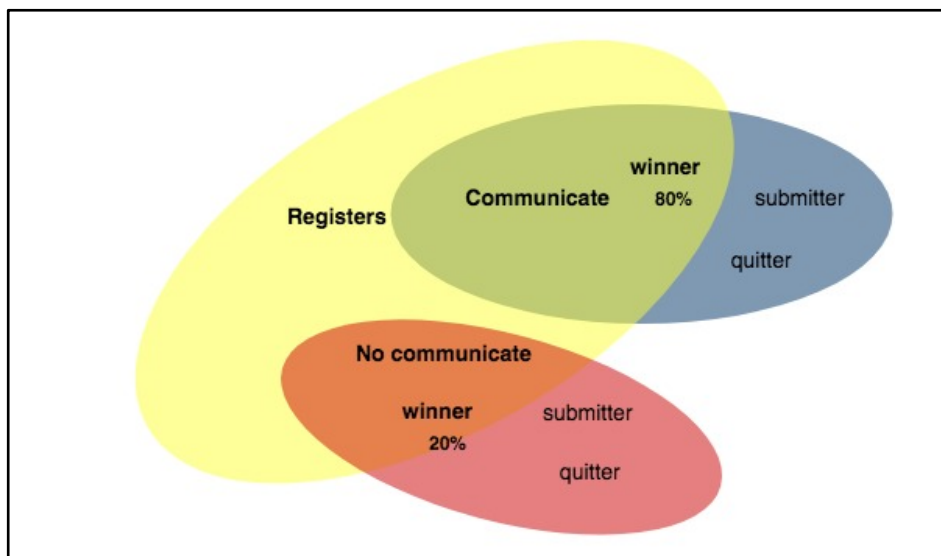 winner
Communicate 80% submitter
Registers
quitter
No communicate
winner submitter
20%
quitter